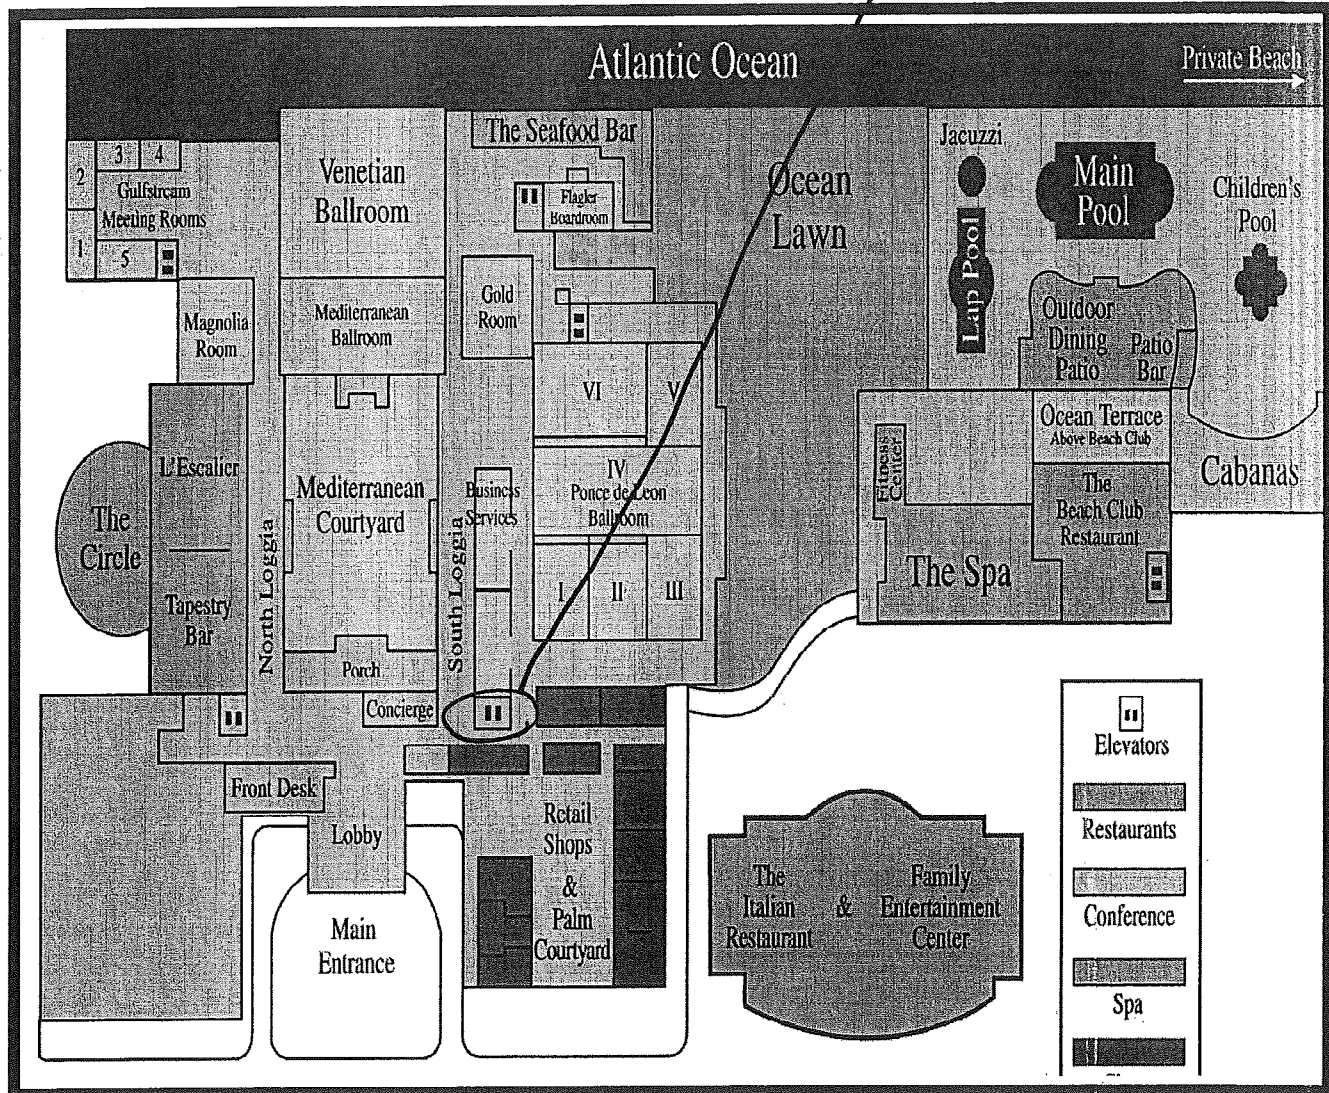 Atlantic Ocean
Private Beach
The Seafood Bar
Jacuzzi
Main
Pool
Children's
Pool
Lap Pool
Ocean
Lawn
Venetian
Ballroom
2
3
4
Gulfstream
Meeting Rooms
1
5
Flagler
Boardroom
Gold
Room
Mediterranean
Ballroom
Magnolia
Room
Outdoor
Dining
Patio
Patio
Bar
VI
V
Ocean Terrace
Above Beach Club
Fitness
Center
Cabanas
The
Beach Club
Restaurant
The Spa
L'Escalier
The
Circle
Tapestry
Bar
North Loggia
Mediterranean
Courtyard
South Loggia
Business
Services
IV
Ponce de Leon
Ballroom
I
II
III
Porch
Concierge
Front Desk
Lobby
Main
Entrance
Retail
Shops
&
Palm
Courtyard
The
Italian
Restaurant
&
Family
Entertainment
Center
Elevators
Restaurants
Conference
Spa